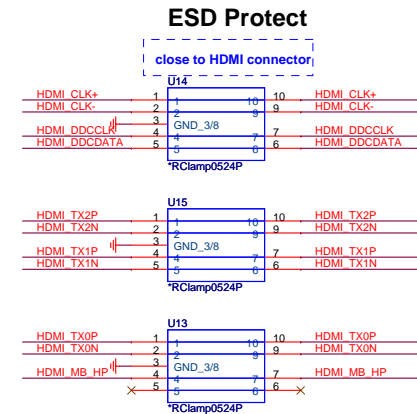 ESD Protect
close to HDMI connector
U14
HDMI_CLK+ 1 1 10 10 HDMI_CLK+
HDMI_CLK- 2 2 9 9 HDMI_CLK-
3 GND_3/8
HDMI_DDCCLK 4 4 7 7 HDMI_DDCCLK
HDMI_DDCDATA 5 5 6 6 HDMI_DDCDATA
*RClamp0524P
U15
HDMI_TX2P 1 1 10 10 HDMI_TX2P
HDMI_TX2N 2 2 9 9 HDMI_TX2N
3 GND_3/8
HDMI_TX1P 4 4 7 7 HDMI_TX1P
HDMI_TX1N 5 5 6 6 HDMI_TX1N
*RClamp0524P
U13
HDMI_TX0P 1 1 10 10 HDMI_TX0P
HDMI_TX0N 2 2 9 9 HDMI_TX0N
3 GND_3/8
HDMI_MB_HP 4 4 7 7 HDMI_MB_HP
5 5 6 6
*RClamp0524P